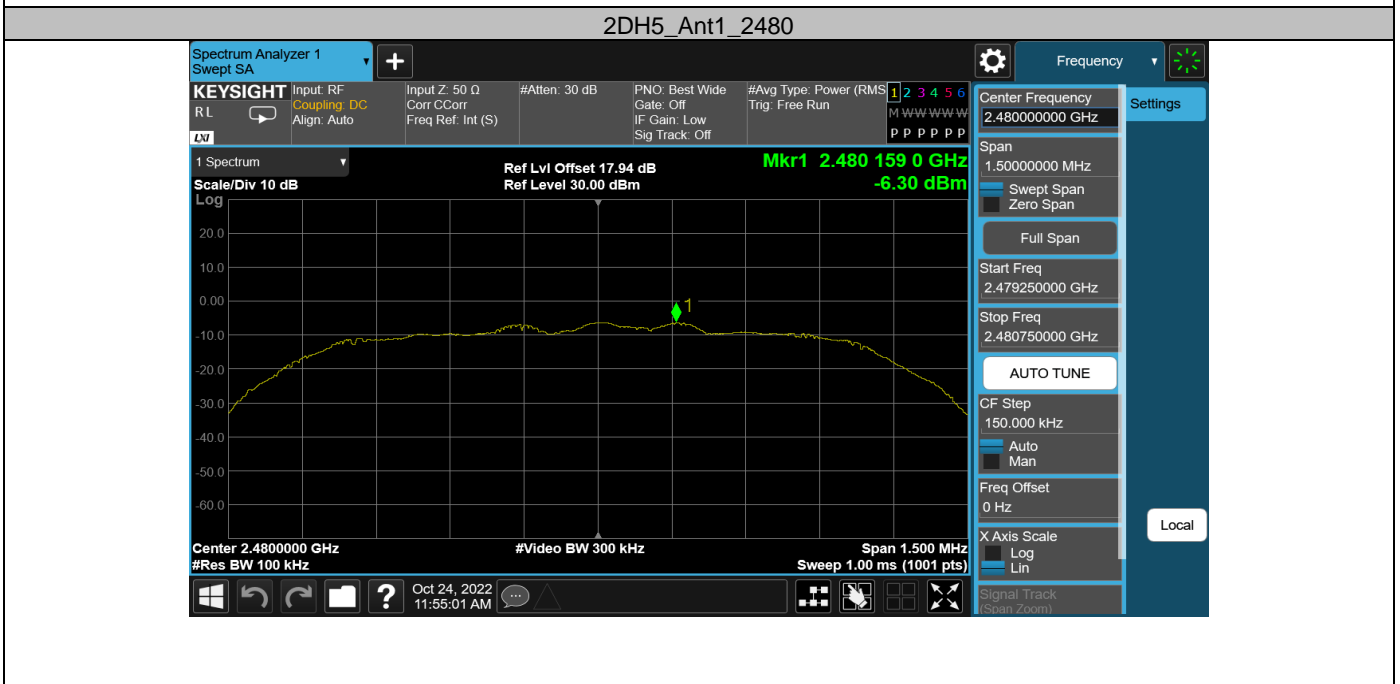 2DH5_Ant1_2480
Spectrum Analyzer 1
Swept SA
Frequency
KEYSIGHT
R L
LXI
Input: RF
Coupling: DC
Align: Auto
Input Z: 50 Ω
Corr CCorr
Freq Ref: Int (S)
#Atten: 30 dB
PNO: Best Wide
Gate: Off
IF Gain: Low
Sig Track: Off
#Avg Type: Power (RMS
Trig: Free Run
1 2 3 4 5 6
M W W W W W
P P P P P P
1 Spectrum
Scale/Div 10 dB
Ref Lvl Offset 17.94 dB
Ref Level 30.00 dBm
Mkr1 2.480 159 0 GHz
-6.30 dBm
Log
20.0
10.0
0.00
-10.0
-20.0
-30.0
-40.0
-50.0
-60.0
1
Center 2.4800000 GHz
#Res BW 100 kHz
#Video BW 300 kHz
Span 1.500 MHz
Sweep 1.00 ms (1001 pts)
Oct 24, 2022
11:55:01 AM
Center Frequency
2.480000000 GHz
Settings
Span
1.50000000 MHz
Swept Span
Zero Span
Full Span
Start Freq
2.479250000 GHz
Stop Freq
2.480750000 GHz
AUTO TUNE
CF Step
150.000 kHz
Auto
Man
Freq Offset
0 Hz
X Axis Scale
Log
Lin
Signal Track
(Span Zoom)
Local